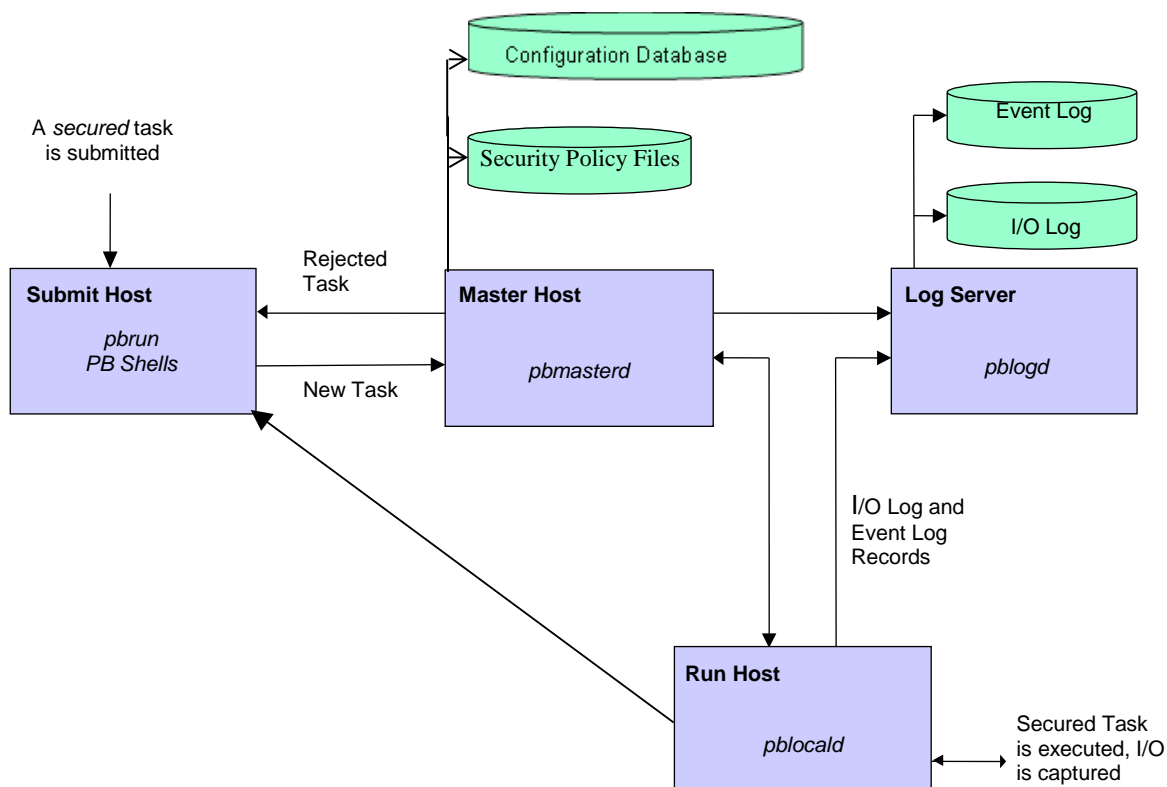 Configuration Database
Event Log
A secured task
is submitted
Security Policy Files
I/O Log
Rejected
Task
Submit Host
pbrun
PB Shells
New Task
Master Host
pbmasterd
Log Server
pblogd
I/O Log and
Event Log
Records
Run Host
pblocald
Secured Task
is executed, I/O
is captured